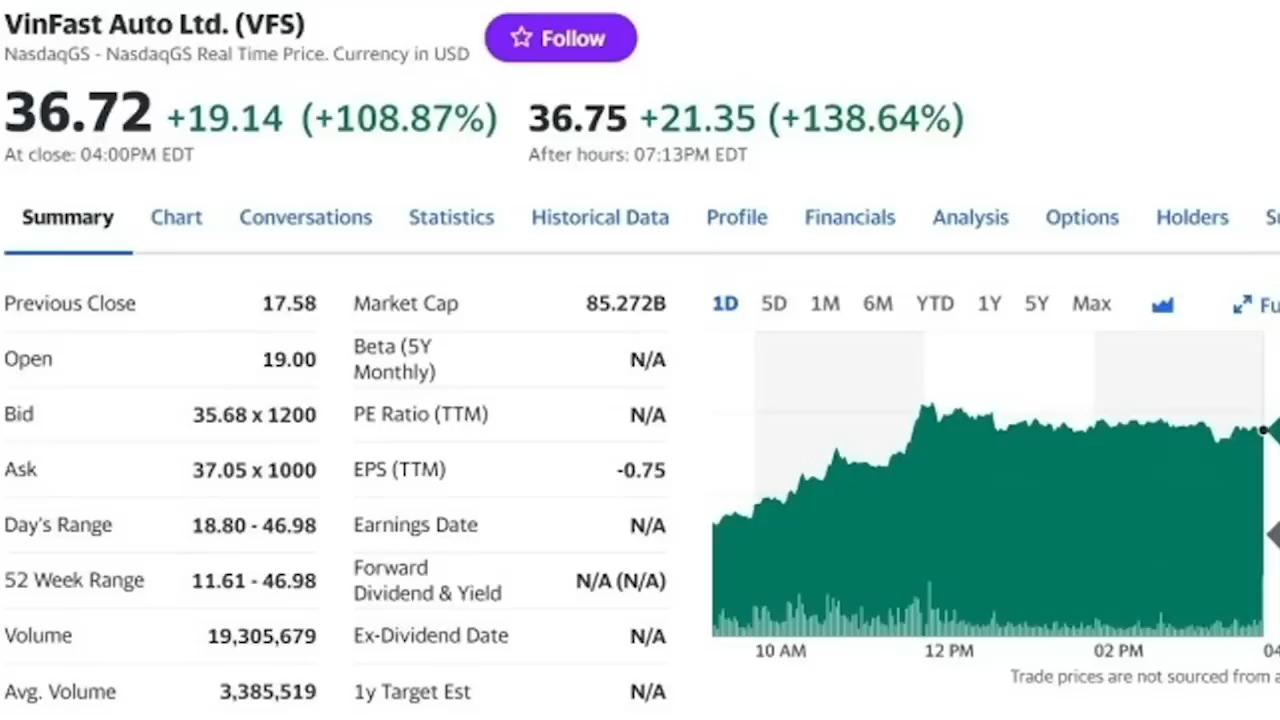 VinFast Auto Ltd. (VFS)
Follow
NasdaqGS - NasdaqGS Real Time Price. Currency in USD
36.72 +19.14 (+108.87%)
At close: 04:00PM EDT
36.75 +21.35 (+138.64%)
After hours: 07:13PM EDT
Summary Chart Conversations Statistics Historical Data Profile Financials Analysis Options Holders
Previous Close 17.58
Open 19.00
Bid 35.68 x 1200
Ask 37.05 x 1000
Day's Range 18.80 - 46.98
52 Week Range 11.61 - 46.98
Volume 19,305,679
Avg. Volume 3,385,519
Market Cap 85.272B
Beta (5Y
Monthly) N/A
PE Ratio (TTM) N/A
EPS (TTM) -0.75
Earnings Date N/A
Forward
Dividend & Yield N/A (N/A)
Ex-Dividend Date N/A
1y Target Est N/A
1D 5D 1M 6M YTD 1Y 5Y Max
10 AM 12 PM 02 PM 04
Trade prices are not sourced from a